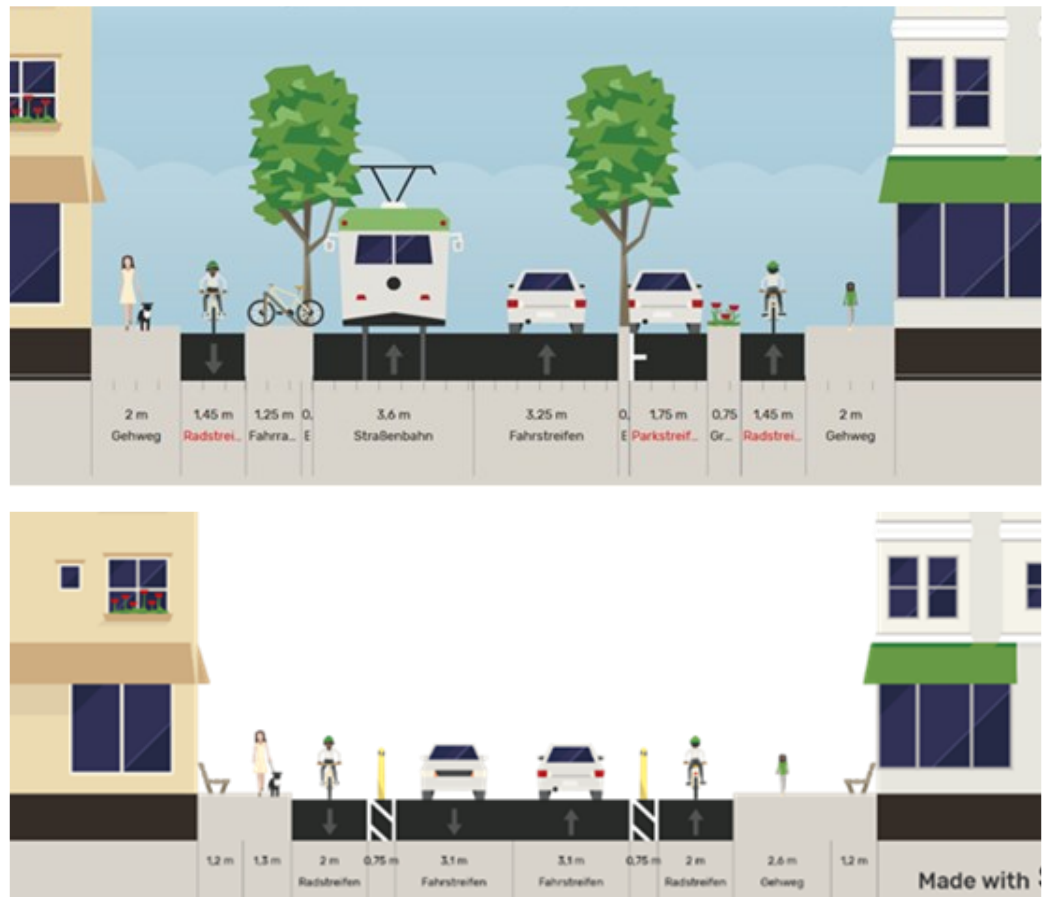 2 m 1,45 m 1,25 m 0, 3,6 m 3,25 m 0, 1,75 m 0,75 1,45 m 2 m
Gehweg Radstrei... Fahrra... E Straßenbahn Fahrstreifen E Parkstreif... Gr... Radstrei... Gehweg
1,2 m 1,3 m 2 m 0,75 m 3,1 m 3,1 m 0,75 m 2 m 2,6 m 1,2 m
Radstreifen Fahrstreifen Fahrstreifen Radstreifen Gehweg
Made with